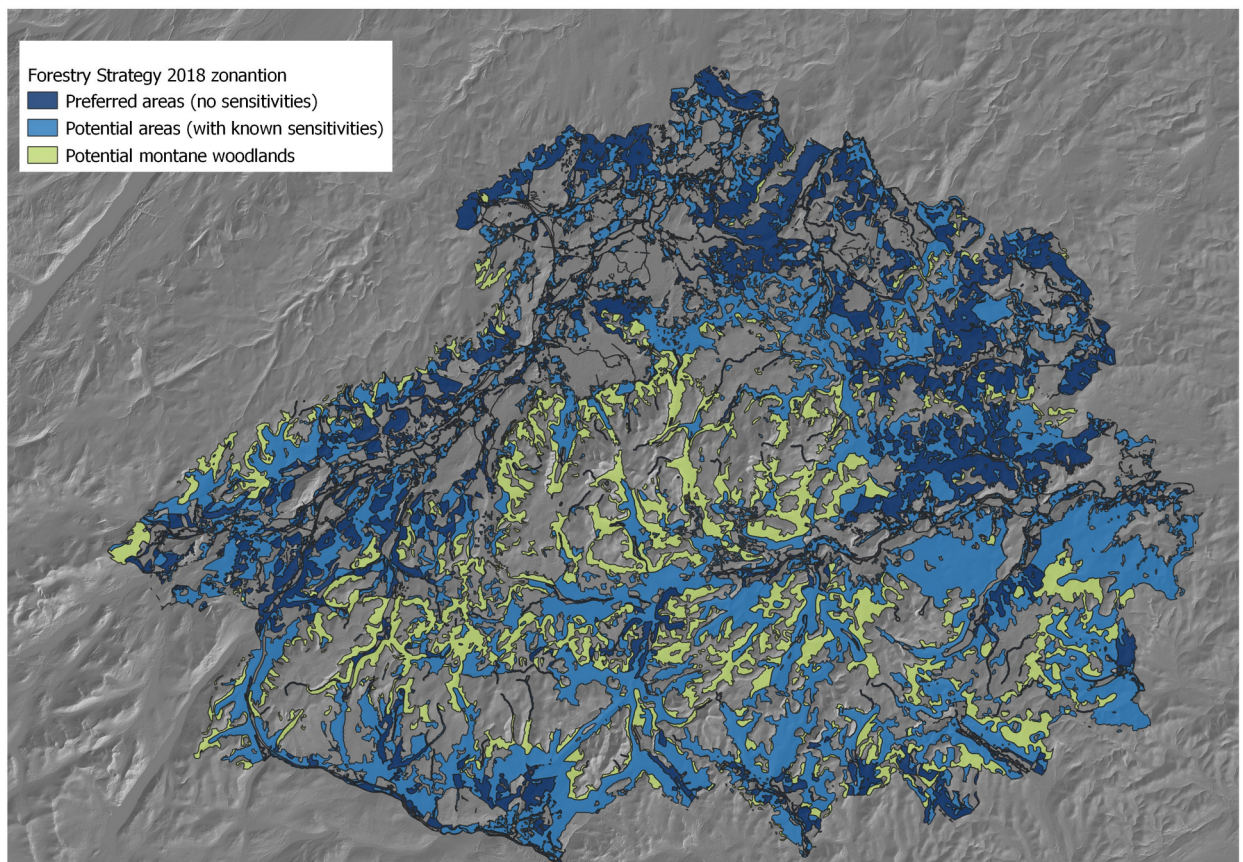 Forestry Strategy 2018 zonantion
Preferred areas (no sensitivities)
Potential areas (with known sensitivities)
Potential montane woodlands